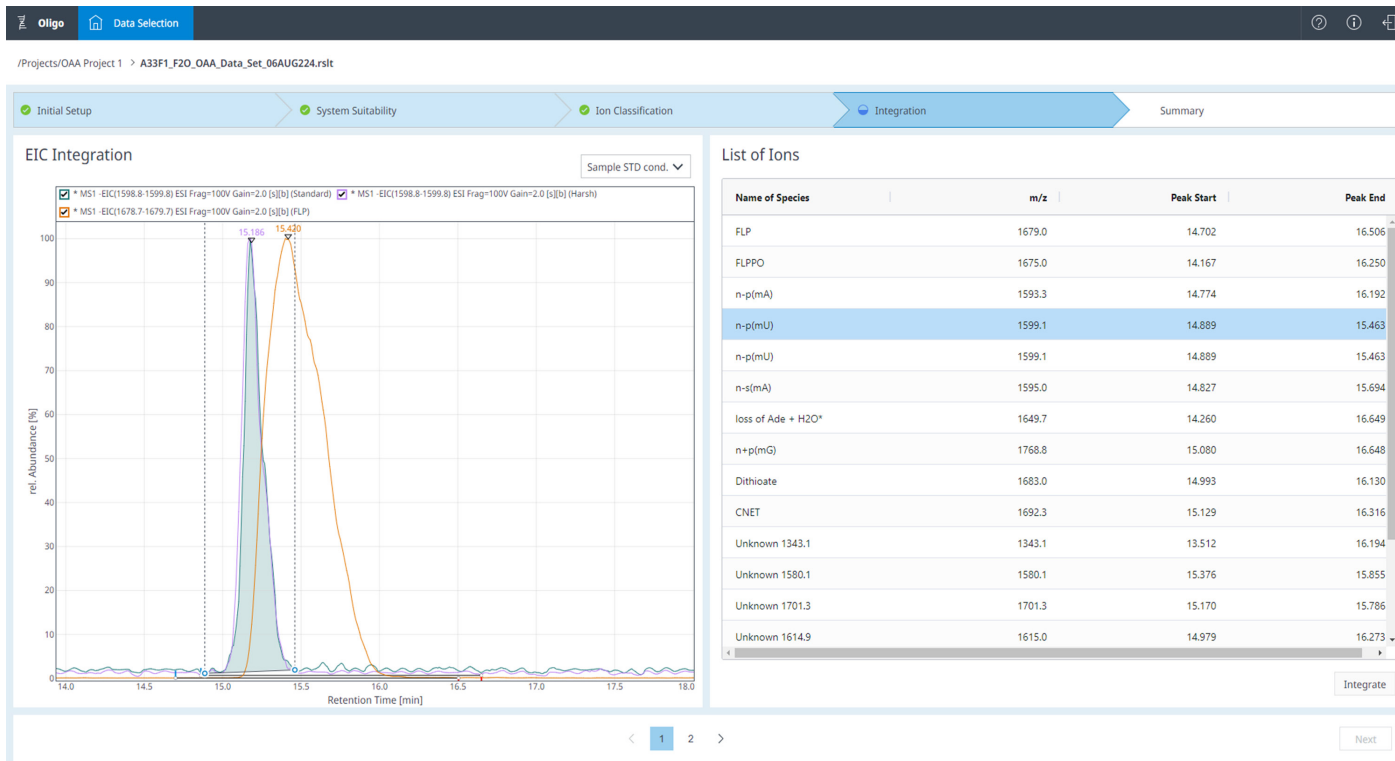 Oligo Data Selection
/Projects/OAA Project 1 > A33F1_F2O_OAA_Data_Set_06AUG224.rslt
Initial Setup System Suitability Ion Classification Integration Summary
EIC Integration
Sample STD cond.
* MS1 -EIC(1598.8-1599.8) ESI Frag=100V Gain=2.0 [s][b] (Standard) * MS1 -EIC(1598.8-1599.8) ESI Frag=100V Gain=2.0 [s][b] (Harsh)
* MS1 -EIC(1678.7-1679.7) ESI Frag=100V Gain=2.0 [s][b] (FLP)
15.186 15.420
100
90
80
70
60
50
40
30
20
10
0
rel. Abundance [%]
14.0 14.5 15.0 15.5 16.0 16.5 17.0 17.5 18.0
Retention Time [min]
List of Ions
Name of Species m/z Peak Start Peak End
FLP 1679.0 14.702 16.506
FLPPO 1675.0 14.167 16.250
n-p(mA) 1593.3 14.774 16.192
n-p(mU) 1599.1 14.889 15.463
n-p(mU) 1599.1 14.889 15.463
n-s(mA) 1595.0 14.827 15.694
loss of Ade + H2O* 1649.7 14.260 16.649
n+p(mG) 1768.8 15.080 16.648
Dithioate 1683.0 14.993 16.130
CNET 1692.3 15.129 16.316
Unknown 1343.1 1343.1 13.512 16.194
Unknown 1580.1 1580.1 15.376 15.855
Unknown 1701.3 1701.3 15.170 15.786
Unknown 1614.9 1615.0 14.979 16.273
Integrate
< 1 2 >
Next